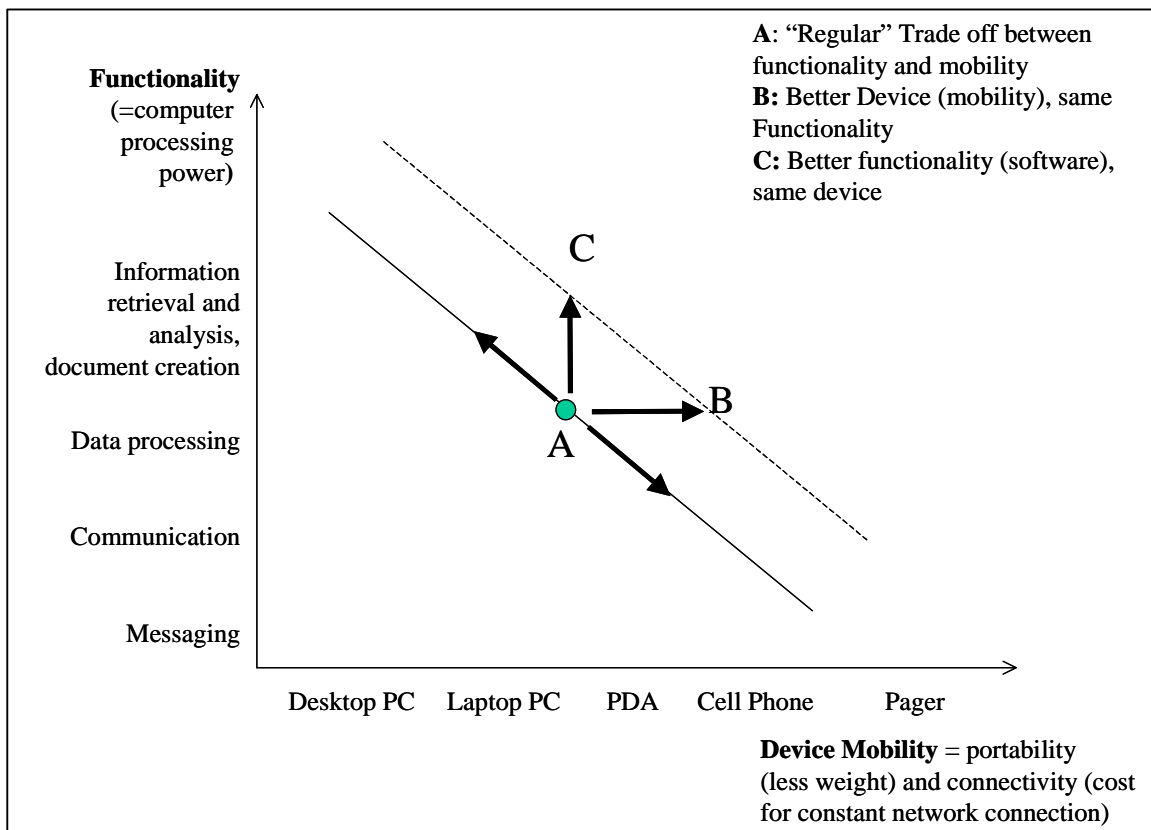 A: “Regular” Trade off between
functionality and mobility
B: Better Device (mobility), same
Functionality
C: Better functionality (software),
same device
Functionality
(=computer
processing
power)
Information
retrieval and
analysis,
document creation
Data processing
Communication
Messaging
C
B
A
Desktop PC
Laptop PC
PDA
Cell Phone
Pager
Device Mobility = portability
(less weight) and connectivity (cost
for constant network connection)